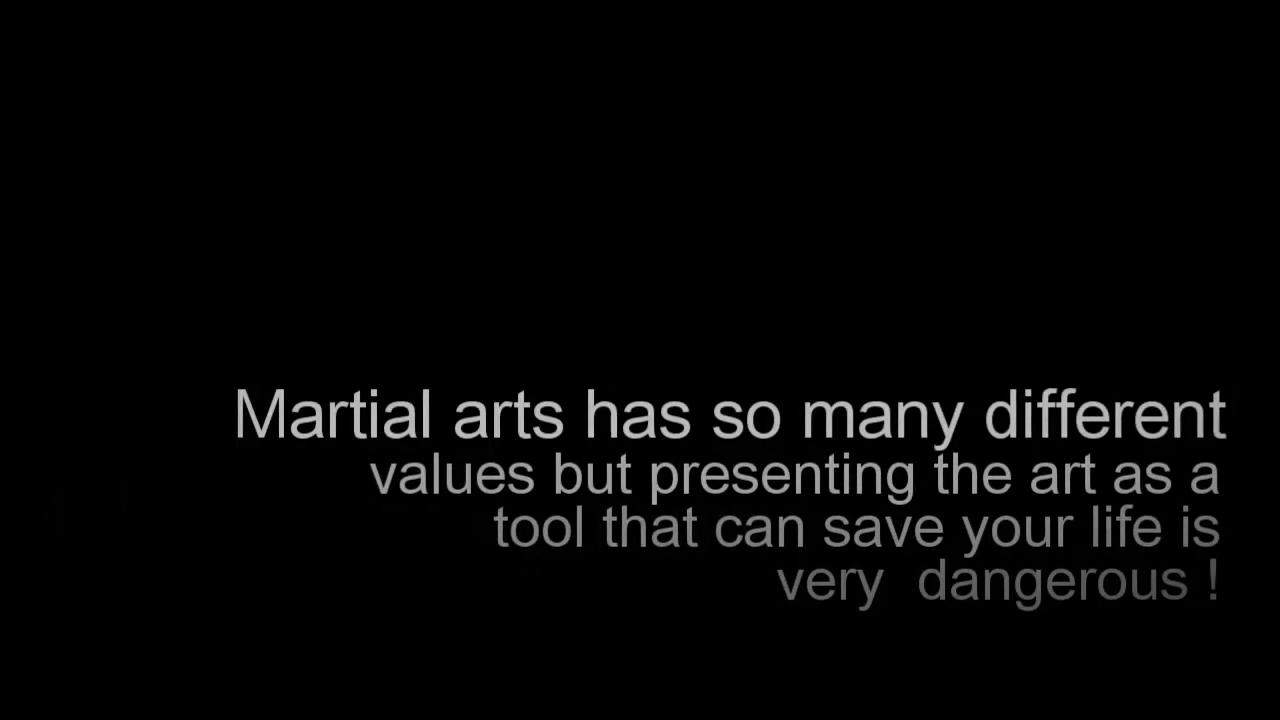 Martial arts has so many different
values but presenting the art as a
tool that can save your life is
very  dangerous !